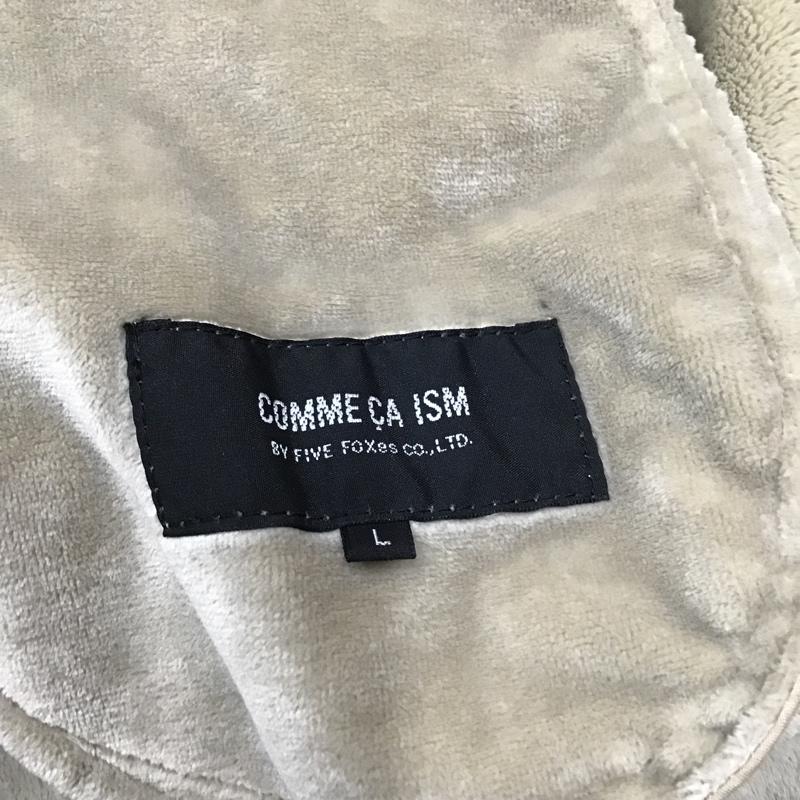 COMME ÇA ISM
BY FIVE FOXes CO.,LTD.
L